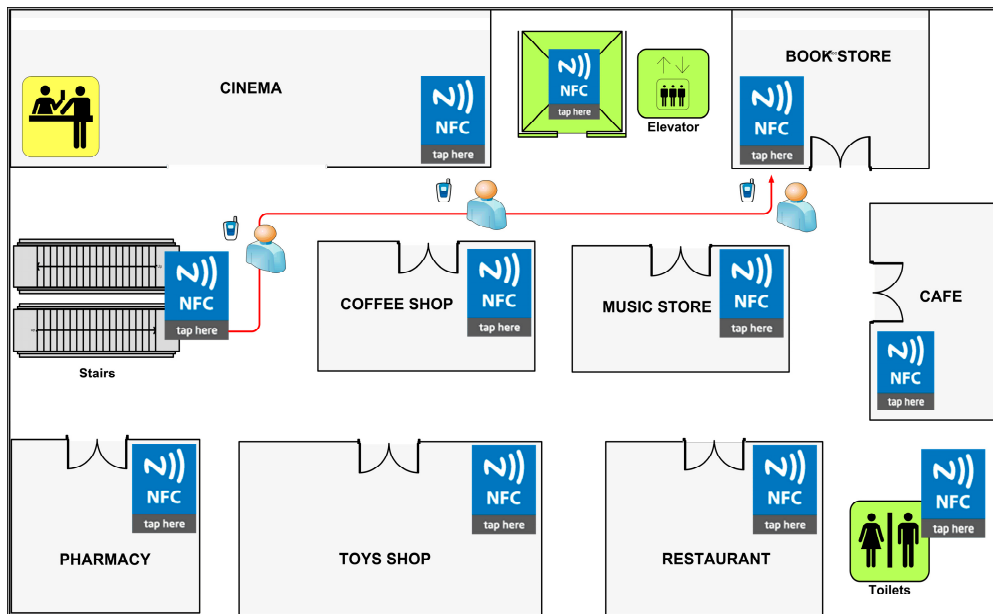 CINEMA
NFC
tap here
NFC
tap here
Elevator
BOOK STORE
NFC
tap here
NFC
tap here
Stairs
COFFEE SHOP
NFC
tap here
MUSIC STORE
NFC
tap here
CAFE
NFC
tap here
PHARMACY
NFC
tap here
TOYS SHOP
NFC
tap here
RESTAURANT
NFC
tap here
NFC
tap here
Toilets